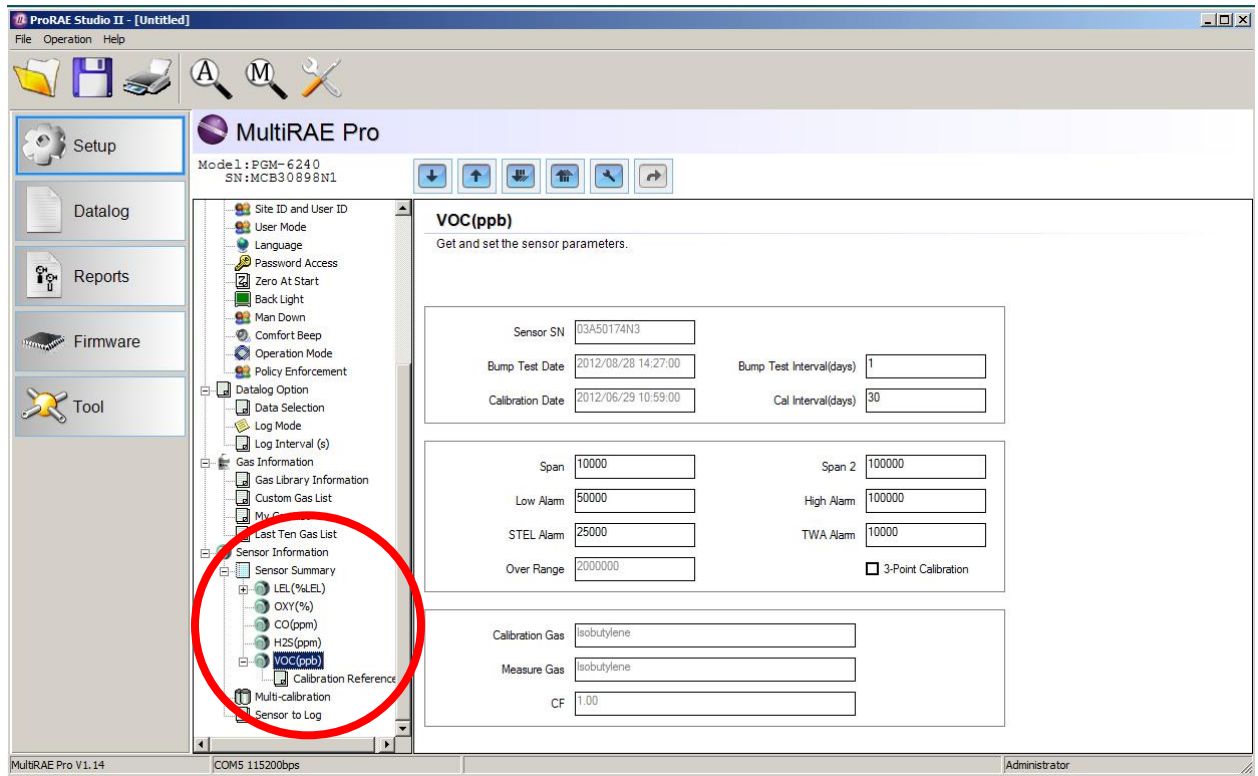 ProRAE Studio II - [Untitled]
File Operation Help
A M
Setup
Datalog
Reports
Firmware
Tool
MultiRAE Pro
Model:PGM-6240
SN:MCB30898N1
Site ID and User ID
User Mode
Language
Password Access
Zero At Start
Back Light
Man Down
Comfort Beep
Operation Mode
Policy Enforcement
Datalog Option
Data Selection
Log Mode
Log Interval (s)
Gas Information
Gas Library Information
Custom Gas List
My
Last Ten Gas List
Sensor Information
Sensor Summary
LEL(%LEL)
OXY(%)
CO(ppm)
H2S(ppm)
VOC(ppb)
Calibration Reference
Multi-calibration
Sensor to Log
VOC(ppb)
Get and set the sensor parameters.
Sensor SN 03A50174N3
Bump Test Date 2012/08/28 14:27:00 Bump Test Interval(days) 1
Calibration Date 2012/06/29 10:59:00 Cal Interval(days) 30
Span 10000 Span 2 100000
Low Alarm 50000 High Alarm 100000
STEL Alarm 25000 TWA Alarm 10000
Over Range 2000000 3-Point Calibration
Calibration Gas Isobutylene
Measure Gas Isobutylene
CF 1.00
MultiRAE Pro V1.14 COM5 115200bps Administrator